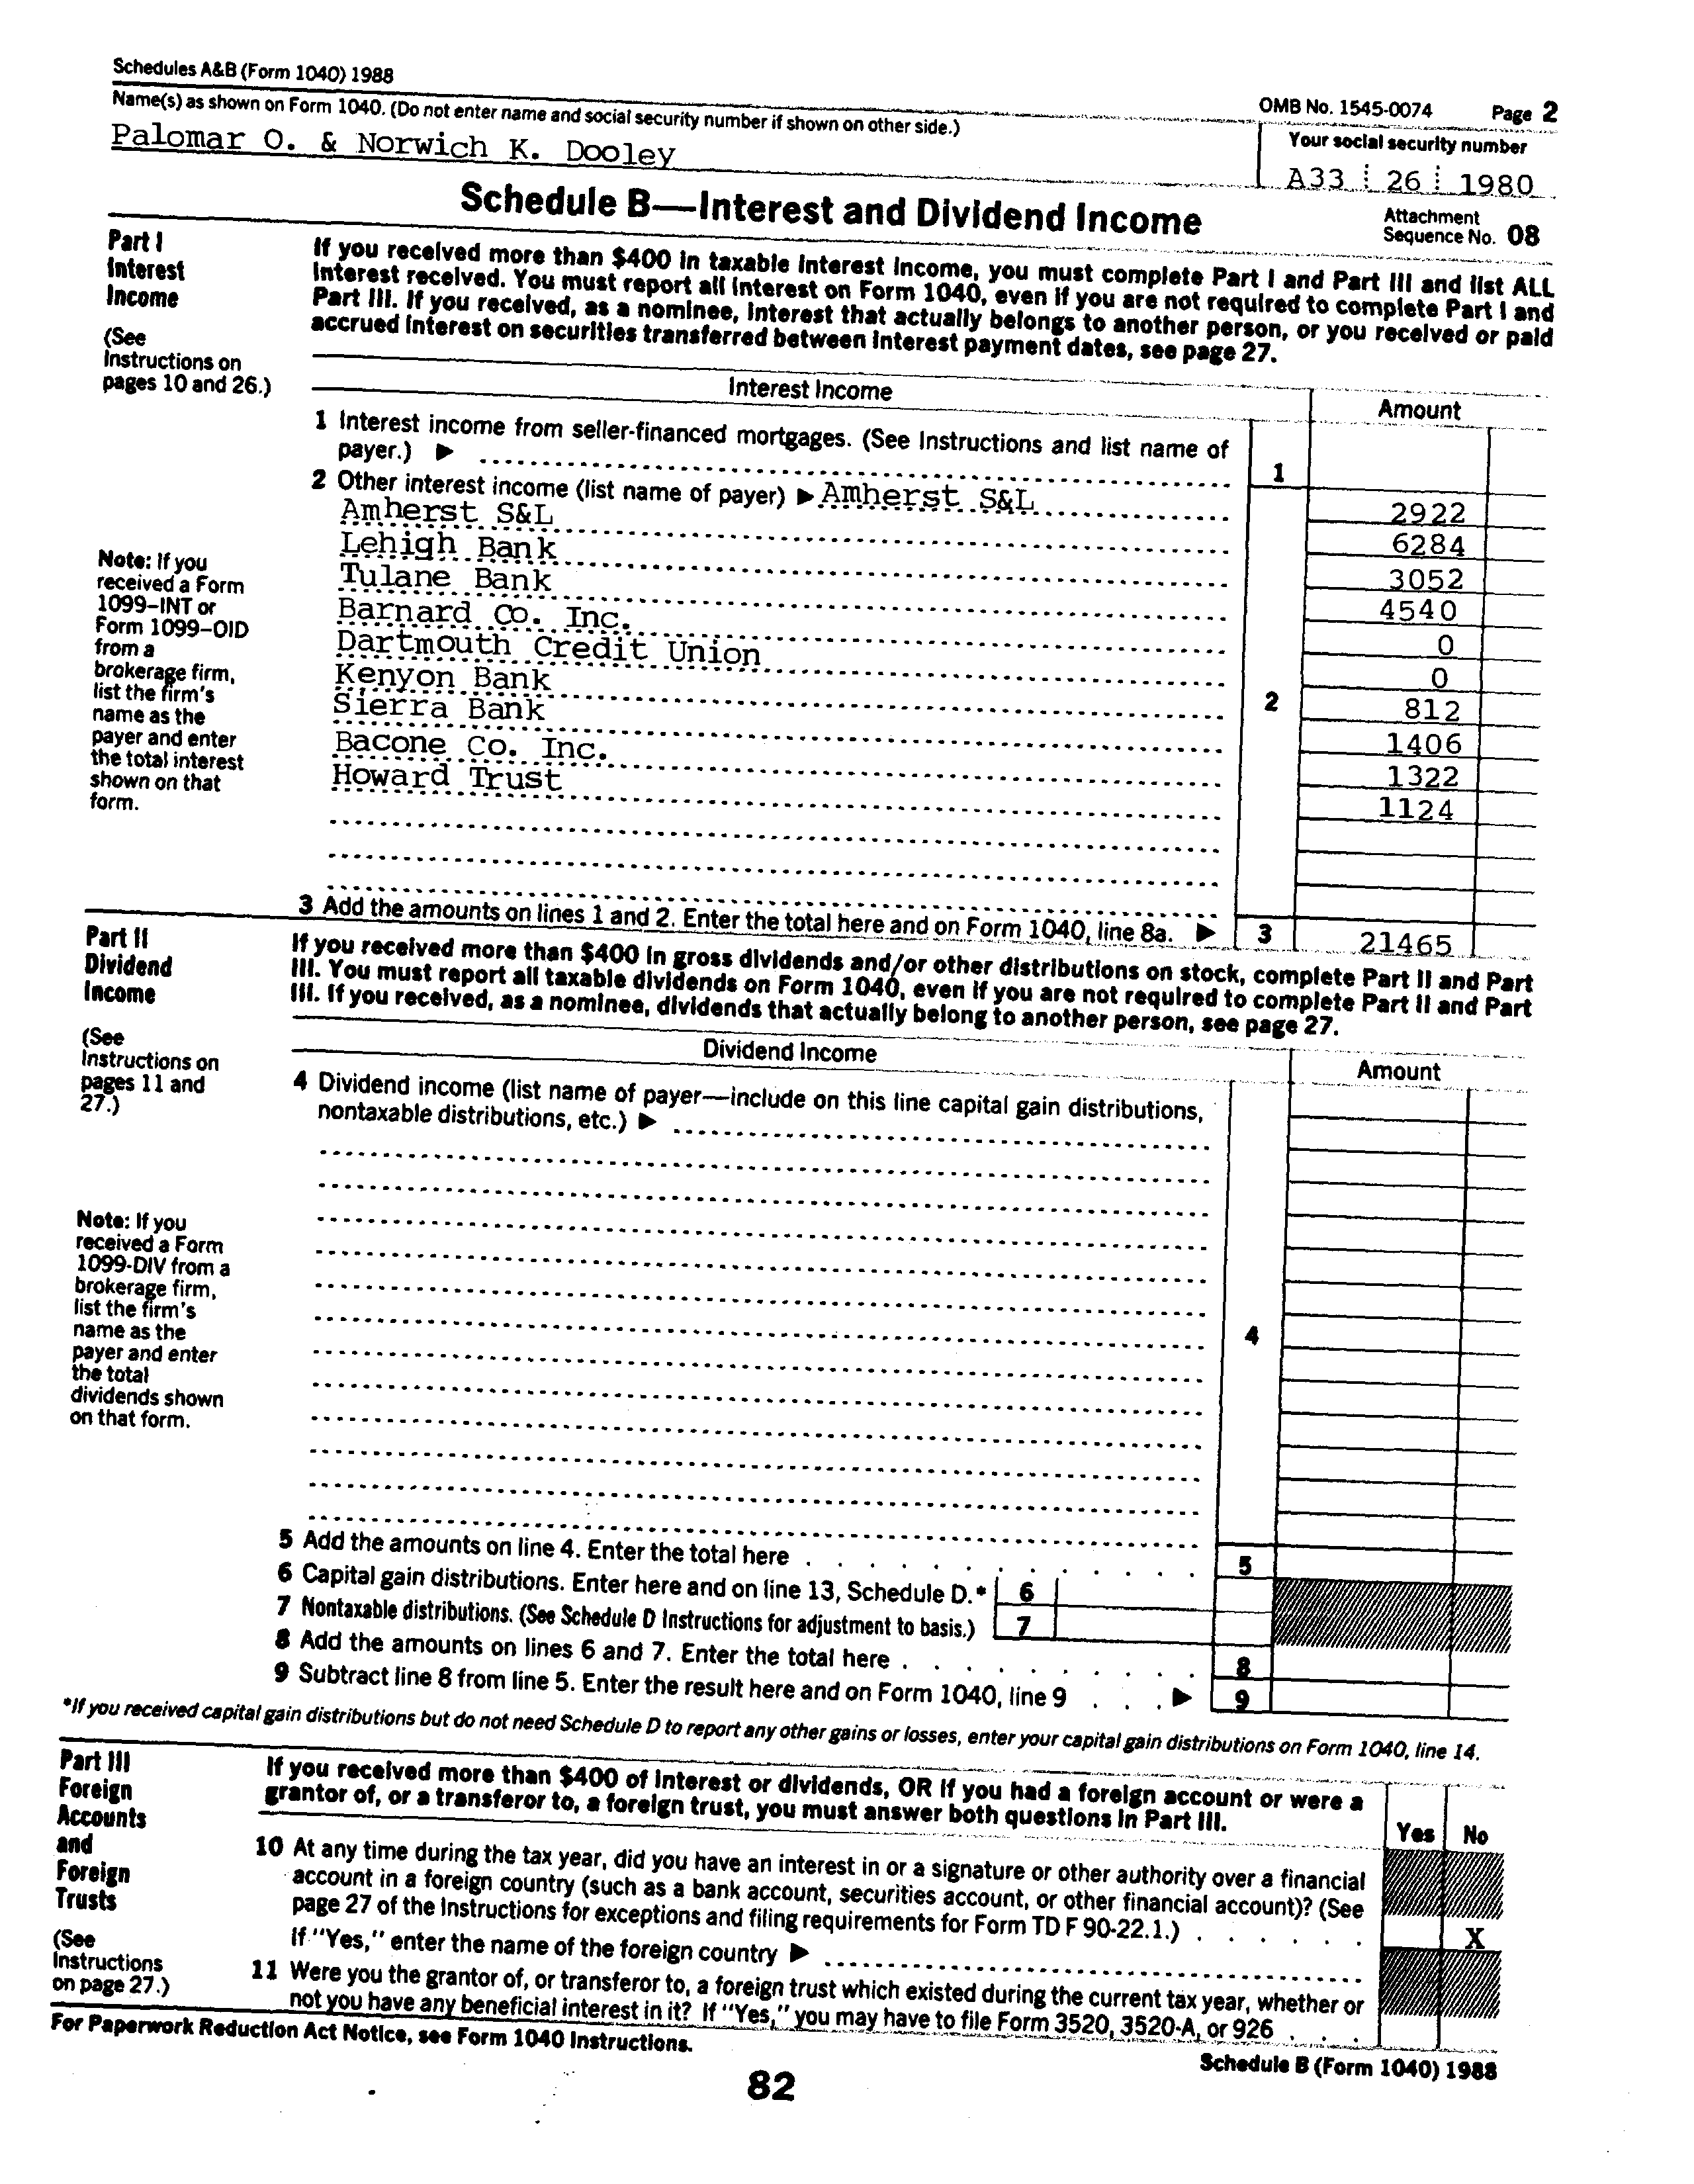 Schedules A&B (Form 1040) 1988
OMB No. 1545-0074 Page 2
Name(s) as shown on Form 1040. (Do not enter name and social security number if shown on other side.)
Your social security number
Palomar O. & Norwich K. Dooley
A33 26 1980
Schedule B—Interest and Dividend Income
Attachment
Sequence No. 08
Part I
Interest
Income
(See
Instructions on
pages 10 and 26.)
If you received more than $400 in taxable interest income, you must complete Part I and Part III and list ALL
interest received. You must report all interest on Form 1040, even if you are not required to complete Part I and
Part III. If you received, as a nominee, interest that actually belongs to another person, or you received or paid
accrued interest on securities transferred between interest payment dates, see page 27.
Interest Income
Amount
1 Interest income from seller-financed mortgages. (See Instructions and list name of
payer.) ▶
1
2 Other interest income (list name of payer) ▶ Amherst S&L
2922
Amherst S&L
6284
Lehigh Bank
3052
Tulane Bank
4540
Barnard Co. Inc.
0
Dartmouth Credit Union
0
Kenyon Bank
2
812
Sierra Bank
1406
Bacone Co. Inc.
1322
Howard Trust
1124
Note: If you
received a Form
1099–INT or
Form 1099–OID
from a
brokerage firm,
list the firm's
name as the
payer and enter
the total interest
shown on that
form.
3 Add the amounts on lines 1 and 2. Enter the total here and on Form 1040, line 8a. ▶ 3 21465
Part II
Dividend
Income
(See
Instructions on
pages 11 and
27.)
If you received more than $400 in gross dividends and/or other distributions on stock, complete Part II and Part
III. You must report all taxable dividends on Form 1040, even if you are not required to complete Part II and Part
III. If you received, as a nominee, dividends that actually belong to another person, see page 27.
Dividend Income
Amount
4 Dividend income (list name of payer—include on this line capital gain distributions,
nontaxable distributions, etc.) ▶
4
Note: If you
received a Form
1099-DIV from a
brokerage firm,
list the firm's
name as the
payer and enter
the total
dividends shown
on that form.
5 Add the amounts on line 4. Enter the total here . . . . . . . . . . 5
6 Capital gain distributions. Enter here and on line 13, Schedule D.* 6
7 Nontaxable distributions. (See Schedule D Instructions for adjustment to basis.) 7
8 Add the amounts on lines 6 and 7. Enter the total here . . . . . . . . 8
9 Subtract line 8 from line 5. Enter the result here and on Form 1040, line 9 . . . ▶ 9
*If you received capital gain distributions but do not need Schedule D to report any other gains or losses, enter your capital gain distributions on Form 1040, line 14.
Part III
Foreign
Accounts
and
Foreign
Trusts
(See
Instructions
on page 27.)
If you received more than $400 of interest or dividends, OR if you had a foreign account or were a
grantor of, or a transferor to, a foreign trust, you must answer both questions in Part III.
Yes No
10 At any time during the tax year, did you have an interest in or a signature or other authority over a financial
account in a foreign country (such as a bank account, securities account, or other financial account)? (See
page 27 of the Instructions for exceptions and filing requirements for Form TD F 90-22.1.) . . . . . . X
If "Yes," enter the name of the foreign country ▶
11 Were you the grantor of, or transferor to, a foreign trust which existed during the current tax year, whether or
not you have any beneficial interest in it? If "Yes," you may have to file Form 3520, 3520-A, or 926 . . .
For Paperwork Reduction Act Notice, see Form 1040 Instructions.
Schedule B (Form 1040) 1988
82